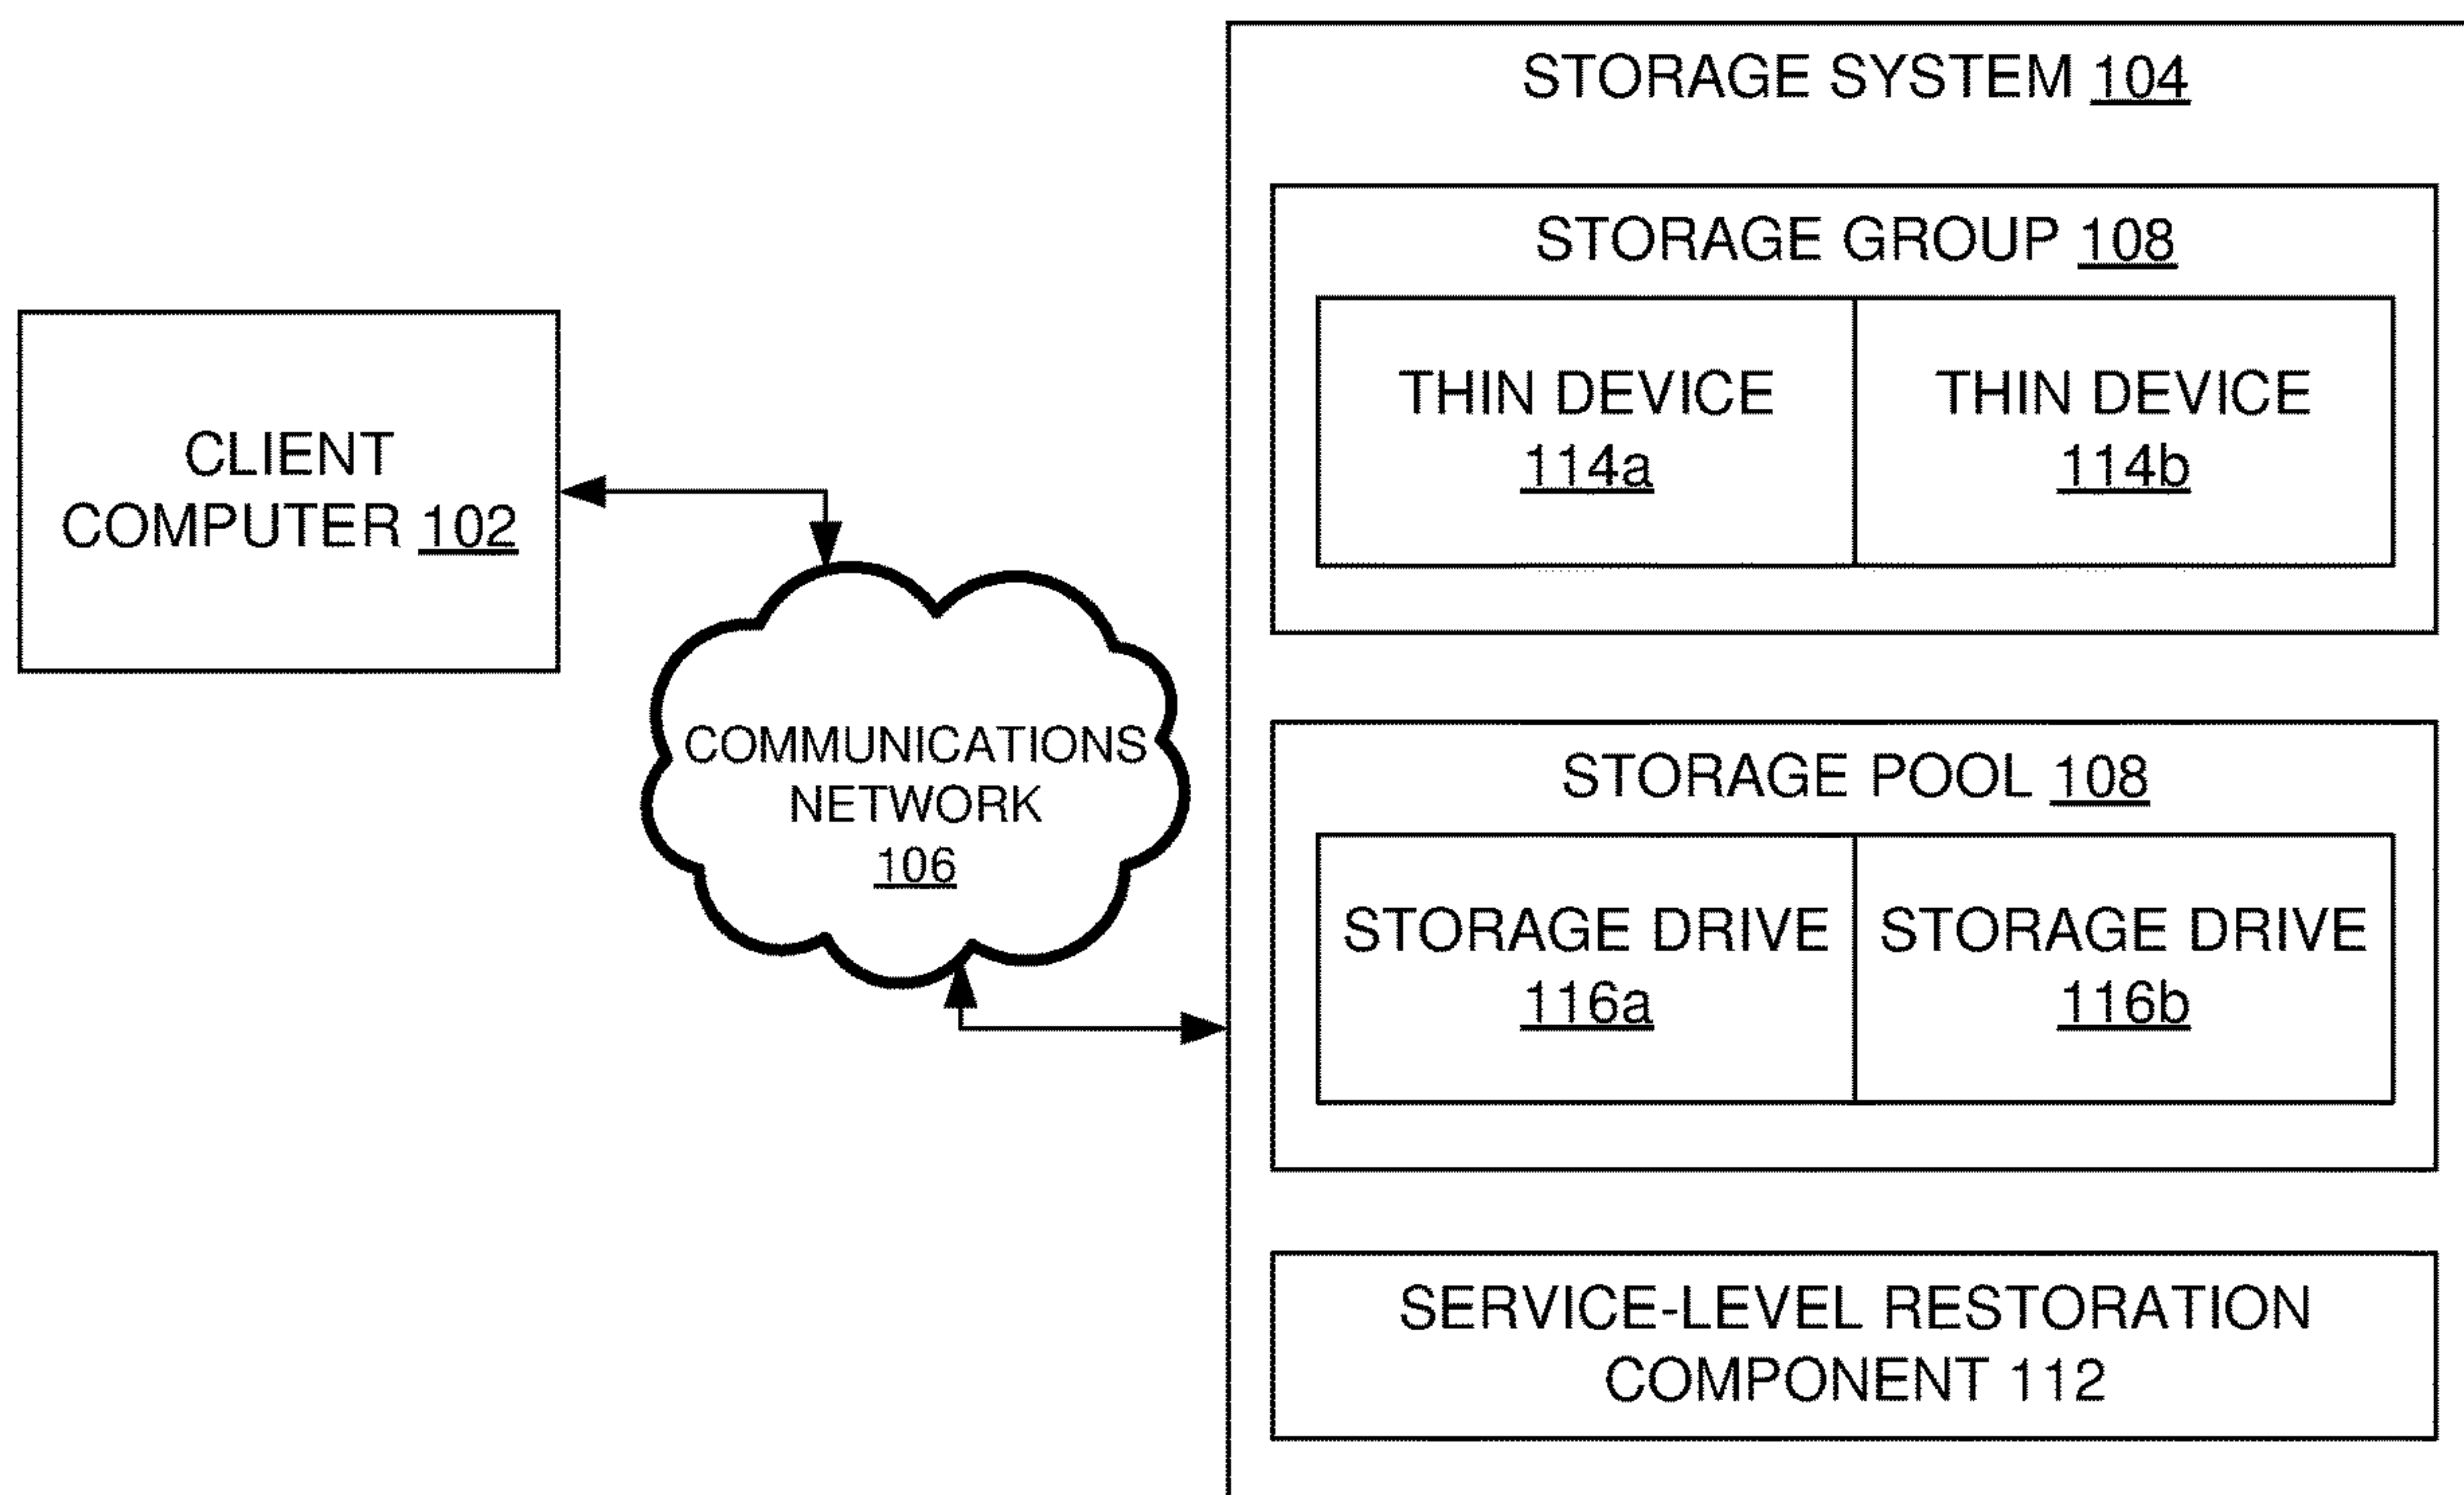 STORAGE SYSTEM 104
STORAGE GROUP 108
THIN DEVICE
114a
THIN DEVICE
114b
CLIENT
COMPUTER 102
COMMUNICATIONS
NETWORK
106
STORAGE POOL 108
STORAGE DRIVE
116a
STORAGE DRIVE
116b
SERVICE-LEVEL RESTORATION
COMPONENT 112